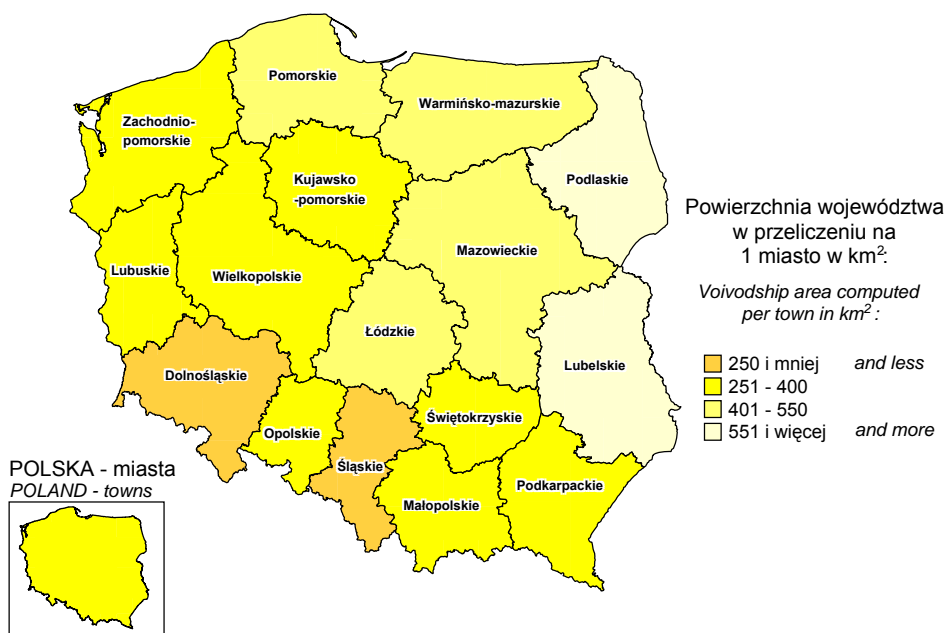 Pomorskie
Warmińsko-mazurskie
Zachodnio-
pomorskie
Podlaskie
Kujawsko
-pomorskie
Mazowieckie
Lubuskie
Wielkopolskie
Łódzkie
Lubelskie
Dolnośląskie
Świętokrzyskie
Opolskie
Śląskie
Podkarpackie
Małopolskie
Powierzchnia województwa
w przeliczeniu na
1 miasto w km²:
Voivodship area computed
per town in km² :
250 i mniej and less
251 - 400
401 - 550
551 i więcej and more
POLSKA - miasta
POLAND - towns